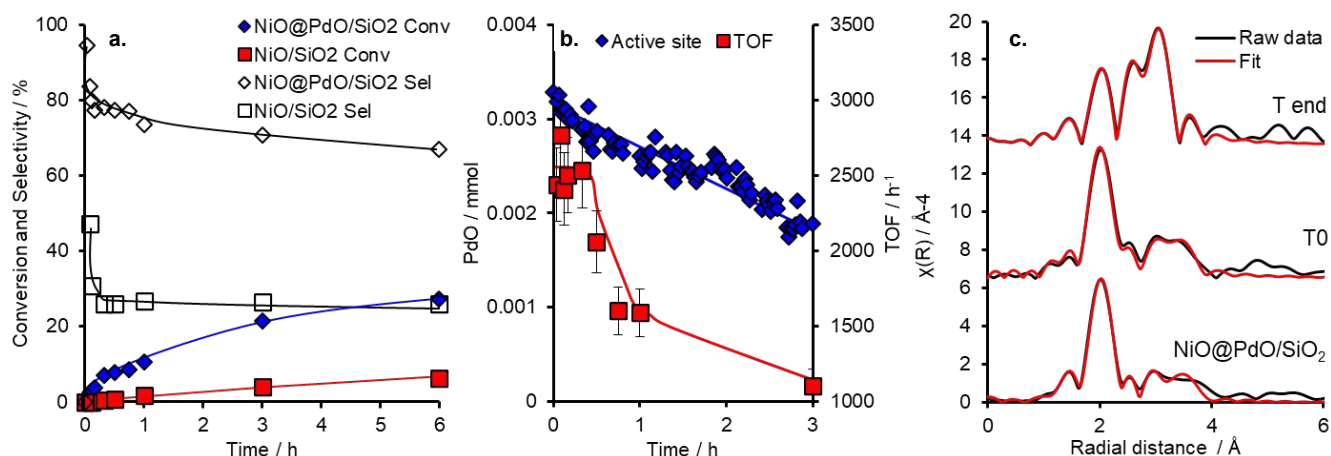 a.
NiO@PdO/SiO2 Conv
NiO/SiO2 Conv
NiO@PdO/SiO2 Sel
NiO/SiO2 Sel
Conversion and Selectivity / %
100
80
60
40
20
0
0 1 2 3 4 5 6
Time / h
b.
Active site
TOF
PdO / mmol
0.004
0.003
0.002
0.001
0
0 1 2 3
Time / h
3500
3000
2500
2000
1500
1000
TOF / h-1
c.
Raw data
Fit
T end
T0
NiO@PdO/SiO2
χ(R) / Å-4
20
18
16
14
12
10
8
6
4
2
0
0 2 4 6
Radial distance / Å